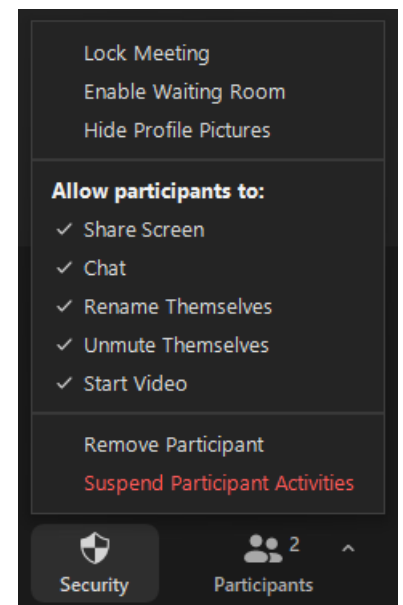 Lock Meeting
Enable Waiting Room
Hide Profile Pictures
Allow participants to:
Share Screen
Chat
Rename Themselves
Unmute Themselves
Start Video
Remove Participant
Suspend Participant Activities
2
Security
Participants